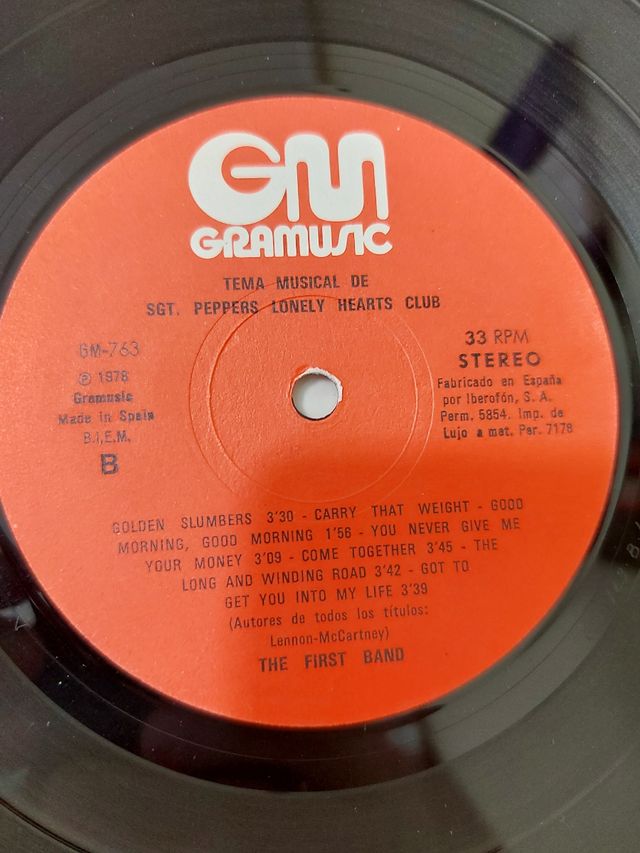 GM
GRAMUSIC
TEMA MUSICAL DE
SGT. PEPPERS LONELY HEARTS CLUB
GM-763
℗ 1978
Gramusic
Made in Spain
B.I.E.M.
B
33 RPM
STEREO
Fabricado en España
por Iberofón, S. A.
Perm. 5854. Imp. de
Lujo a mat. Per. 7178
GOLDEN SLUMBERS 3'30 - CARRY THAT WEIGHT - GOOD
MORNING, GOOD MORNING 1'56 - YOU NEVER GIVE ME
YOUR MONEY 3'09 - COME TOGETHER 3'45 - THE
LONG AND WINDING ROAD 3'42 - GOT TO
GET YOU INTO MY LIFE 3'39
(Autores de todos los títulos:
Lennon-McCartney)
THE FIRST BAND